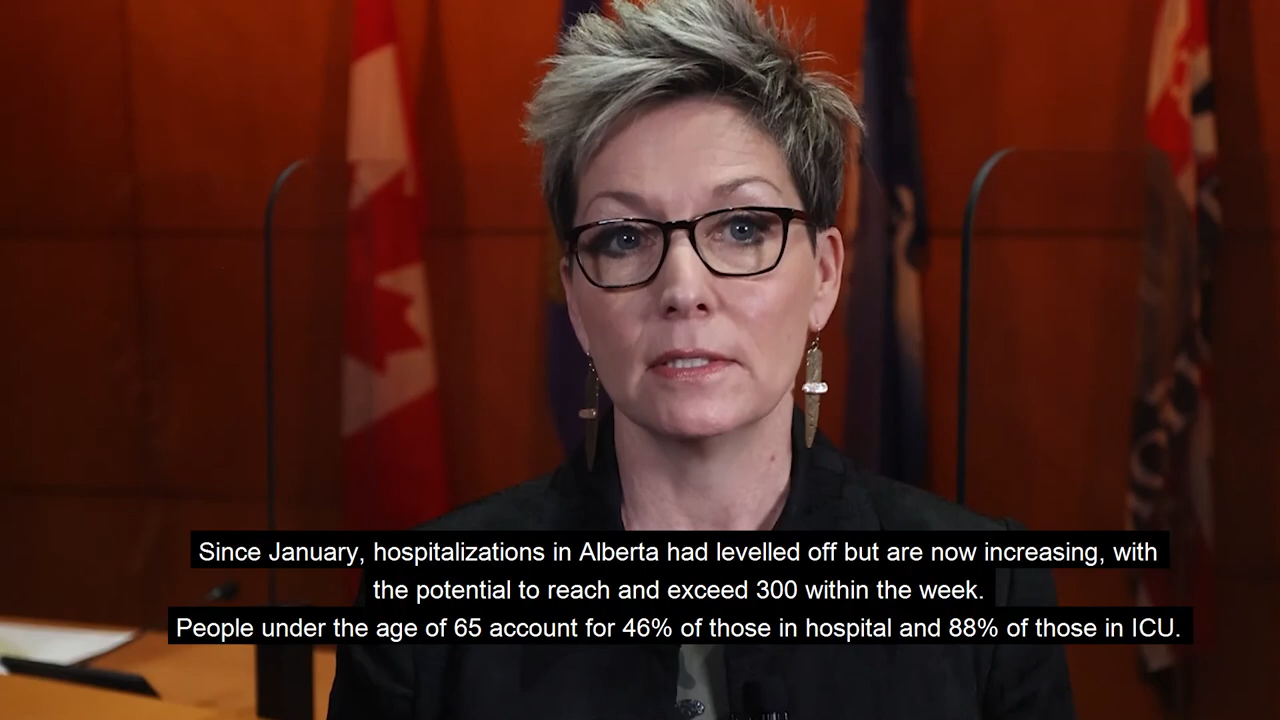 Since January, hospitalizations in Alberta had levelled off but are now increasing, with
the potential to reach and exceed 300 within the week.
People under the age of 65 account for 46% of those in hospital and 88% of those in ICU.